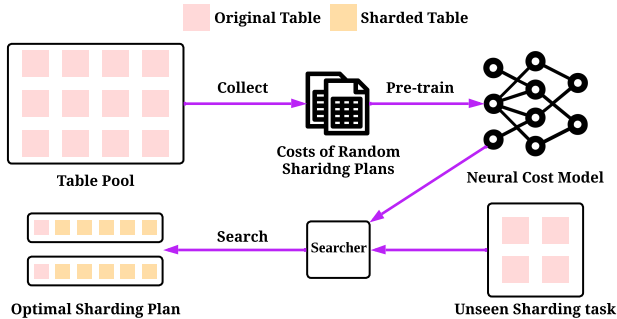 Original Table
Sharded Table
Collect
Pre-train
Costs of Random
Sharidng Plans
Table Pool
Neural Cost Model
Search
Searcher
Optimal Sharding Plan
Unseen Sharding task